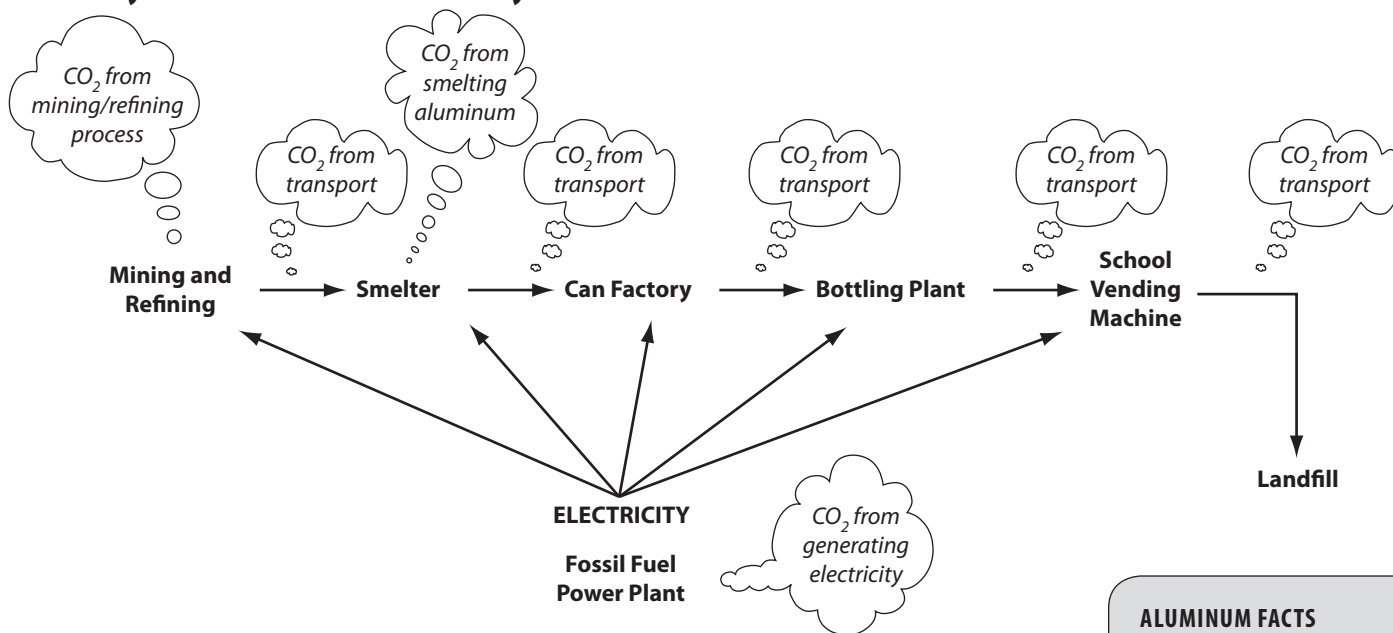 CO₂ from
mining/refining
process
CO₂ from
smelting
aluminum
CO₂ from
transport
CO₂ from
transport
CO₂ from
transport
CO₂ from
transport
CO₂ from
transport
Mining and
Refining
Smelter
Can Factory
Bottling Plant
School
Vending
Machine
Landfill
ELECTRICITY
Fossil Fuel
Power Plant
CO₂ from
generating
electricity
ALUMINUM FACTS